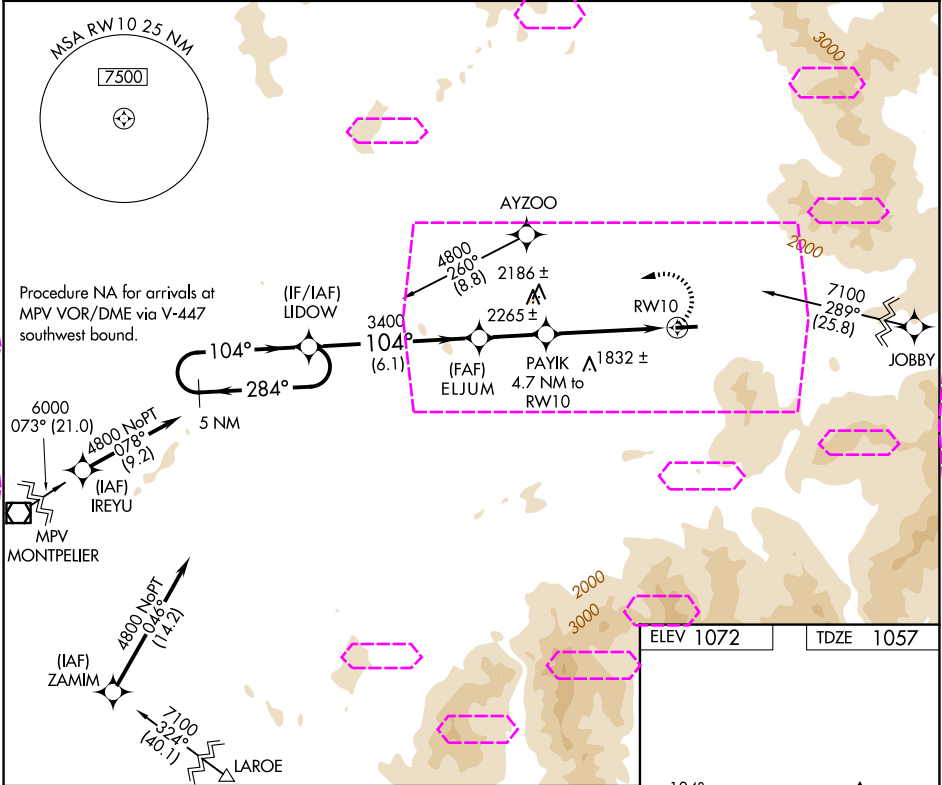 MSA RW10 25 NM
7500
3000
AYZOO
4800
260°
(8.8)
2186 ±
2000
Procedure NA for arrivals at
MPV VOR/DME via V-447
southwest bound.
(IF/IAF)
LIDOW
2265 ±
RW10
7100
289°
(25.8)
JOBBY
104°
3400
104°
(6.1)
284°
(FAF)
ELJUM
PAYIK
4.7 NM to
RW10
1832 ±
5 NM
6000
073° (21.0)
4800 NoPT
078°
(9.2)
(IAF)
IREYU
MPV
MONTPELIER
4800 NoPT
046°
(14.2)
2000
3000
(IAF)
ZAMIM
7100
324°
(40.1)
LAROE
ELEV 1072
TDZE 1057